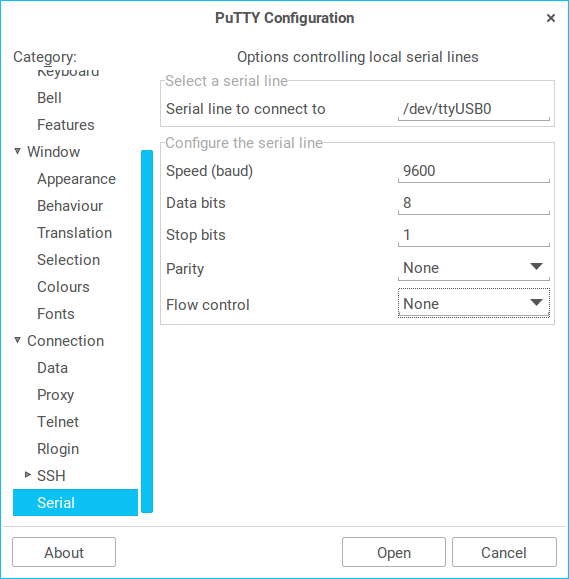 PuTTY Configuration
Category:
Options controlling local serial lines
Keyboard
Bell
Features
Window
Appearance
Behaviour
Translation
Selection
Colours
Fonts
Connection
Data
Proxy
Telnet
Rlogin
SSH
Serial
Select a serial line
Serial line to connect to /dev/ttyUSB0
Configure the serial line
Speed (baud) 9600
Data bits 8
Stop bits 1
Parity None
Flow control None
About
Open
Cancel